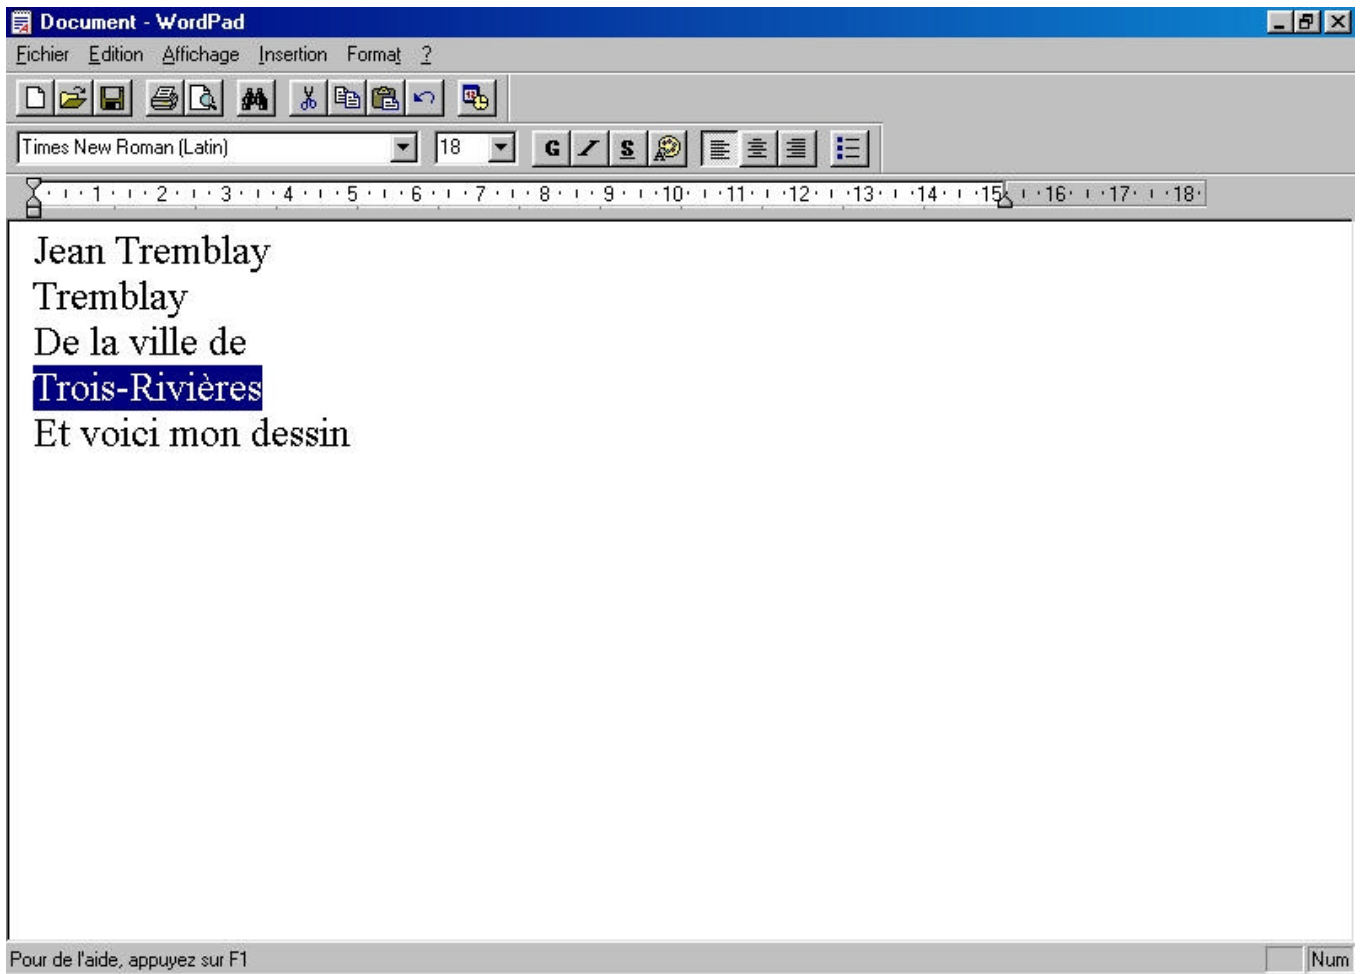 Document - WordPad
Fichier Edition Affichage Insertion Format ?
Times New Roman (Latin) 18 G I S
1 2 3 4 5 6 7 8 9 10 11 12 13 14 15 16 17 18
Jean Tremblay
Tremblay
De la ville de
Trois-Rivières
Et voici mon dessin
Pour de l'aide, appuyez sur F1 Num